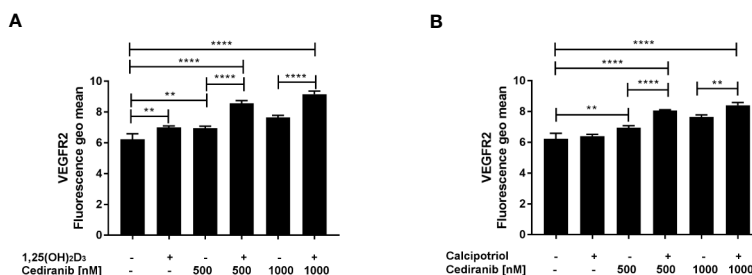 A
****
****
** ****
** ****
10
8
6
4
2
0
VEGFR2
Fluorescence geo mean
1,25(OH)2D3 - + - + - +
Cediranib [nM] - - 500 500 1000 1000
B
****
****
**** **
**
10
8
6
4
2
0
VEGFR2
Fluorescence geo mean
Calcipotriol - + - + - +
Cediranib [nM] - - 500 500 1000 1000